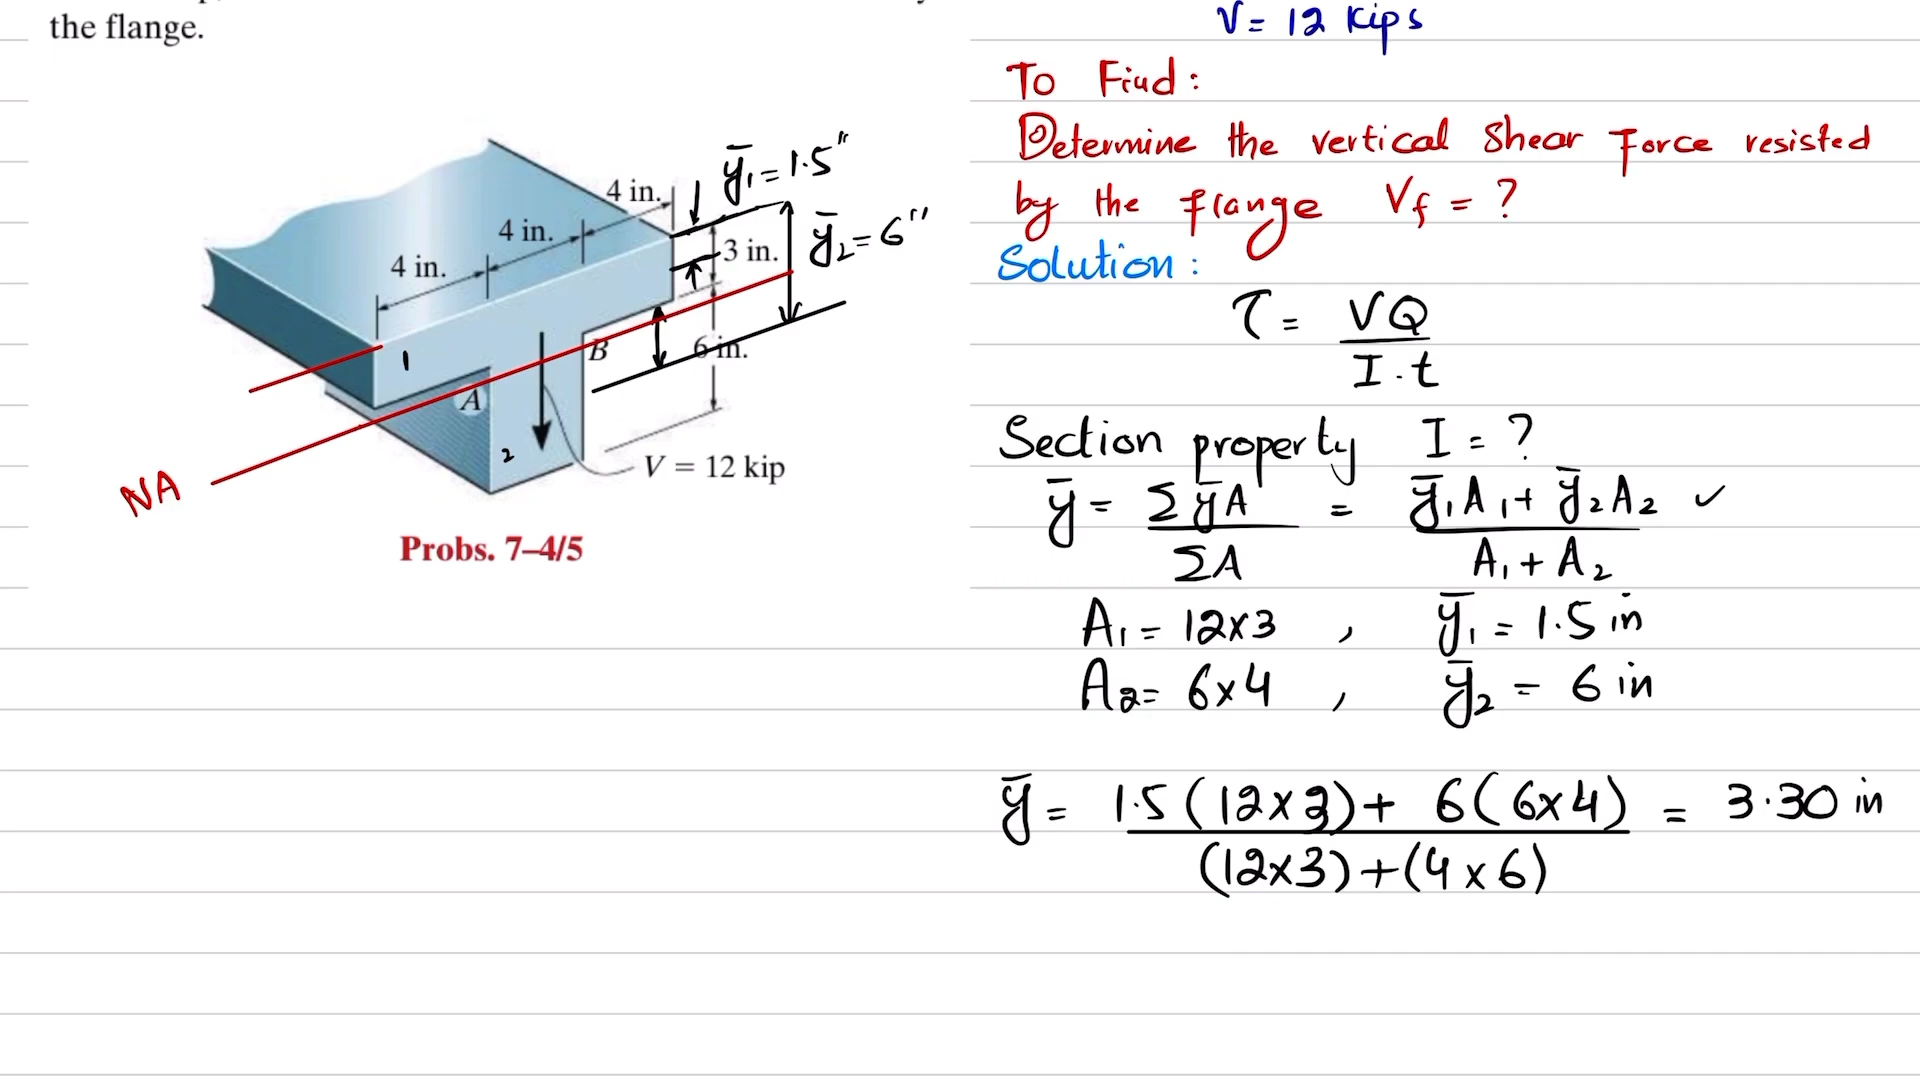 the flange.
V = 12 kips
To Find:
Determine the vertical shear Force resisted
by the flange Vf = ?
Solution:
τ = VQ
I.t
Section property I = ?
ȳ = ΣȳA = ȳ₁A₁ + ȳ₂A₂ ✓
ΣA A₁ + A₂
A₁ = 12x3 , ȳ₁ = 1.5 in
A₂ = 6x4 , ȳ₂ = 6 in
ȳ = 1.5(12x3) + 6(6x4) = 3.30 in
(12x3)+(4x6)
ȳ₁ = 1.5"
ȳ₂ = 6"
4 in.
4 in.
4 in.
3 in.
6 in.
1
2
A
B
V = 12 kip
NA
Probs. 7–4/5